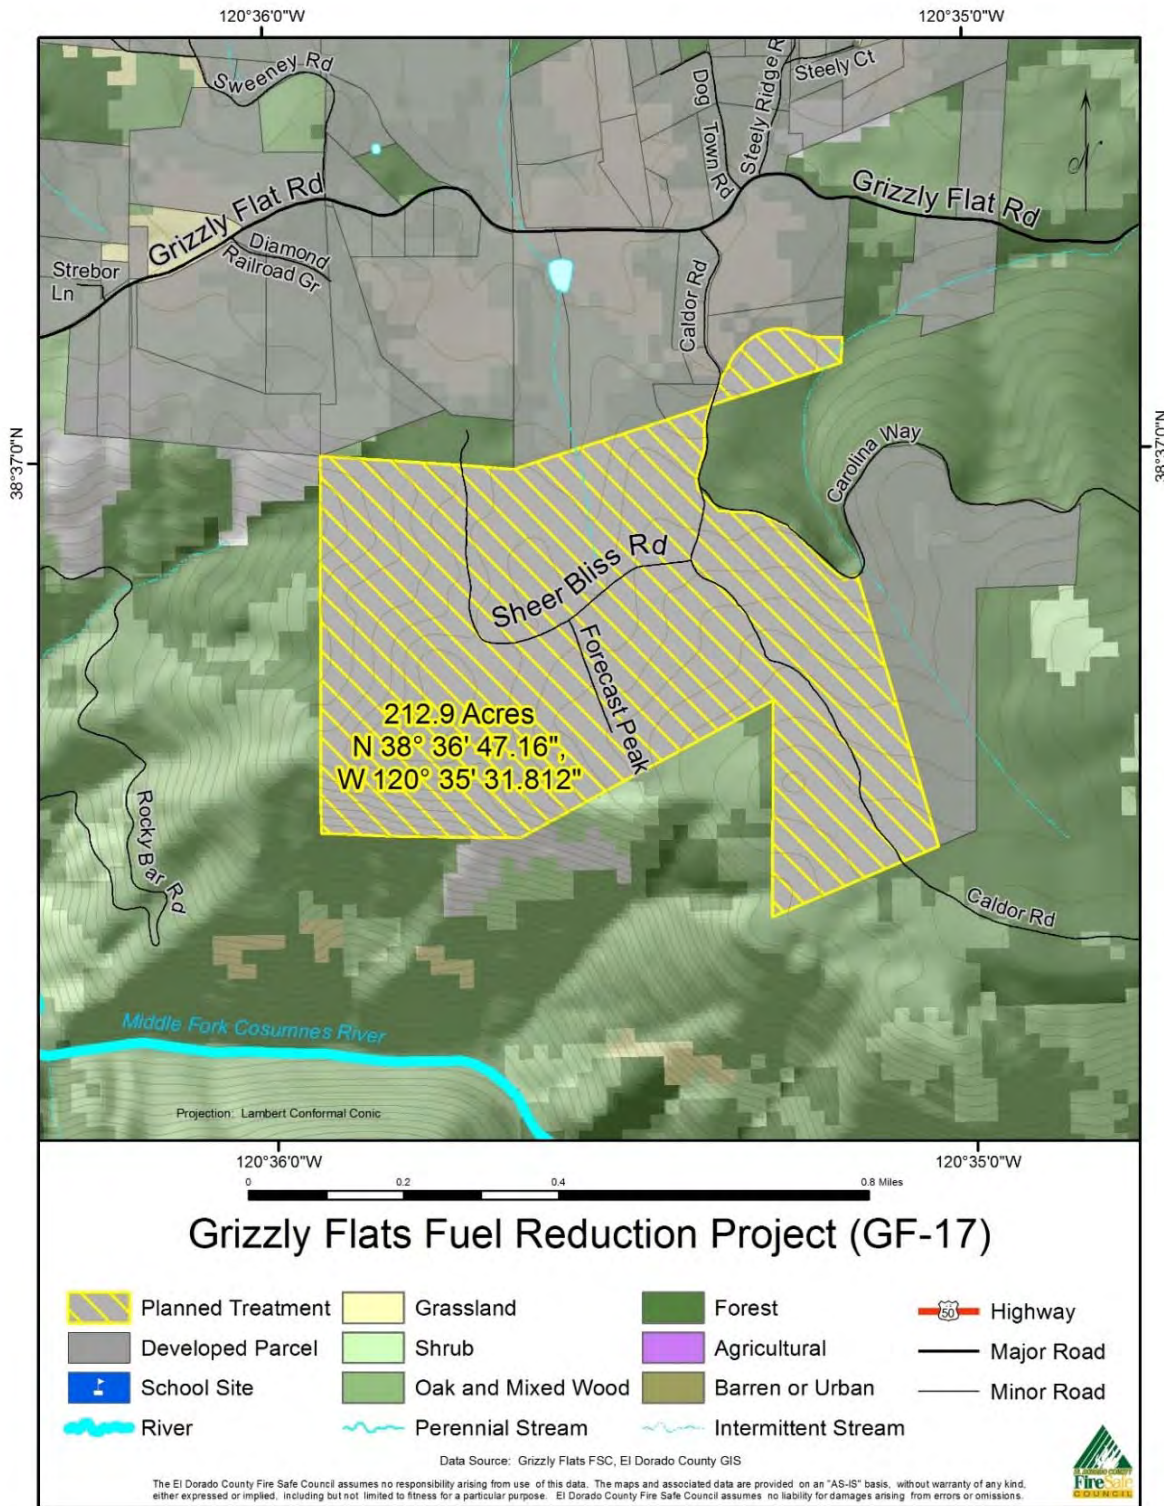 120°36'0"W
120°35'0"W
Sweeney Rd
Dog
Town Rd
Steely Ridge R
Steely Ct
N
Grizzly Flat Rd
Grizzly Flat Rd
Diamond
Railroad Gr
Strebor
Ln
Caldor Rd
Carolina Way
38°37'0"N
38°37'0"N
Sheer Bliss Rd
Forecast Peak
212.9 Acres
N 38° 36' 47.16",
W 120° 35' 31.812"
Rocky Bar Rd
Caldor Rd
Middle Fork Cosumnes River
Projection: Lambert Conformal Conic
120°36'0"W
120°35'0"W
0 0.2 0.4 0.8 Miles
Grizzly Flats Fuel Reduction Project (GF-17)
Planned Treatment
Grassland
Forest
50 Highway
Developed Parcel
Shrub
Agricultural
Major Road
School Site
Oak and Mixed Wood
Barren or Urban
Minor Road
River
Perennial Stream
Intermittent Stream
Data Source: Grizzly Flats FSC, El Dorado County GIS
The El Dorado County Fire Safe Council assumes no responsibility arising from use of this data. The maps and associated data are provided on an "AS-IS" basis, without warranty of any kind,
either expressed or implied, including but not limited to fitness for a particular purpose. El Dorado County Fire Safe Council assumes no liability for damages arising from errors or omissions.
EL DORADO COUNTY
Fire Safe
COUNCIL